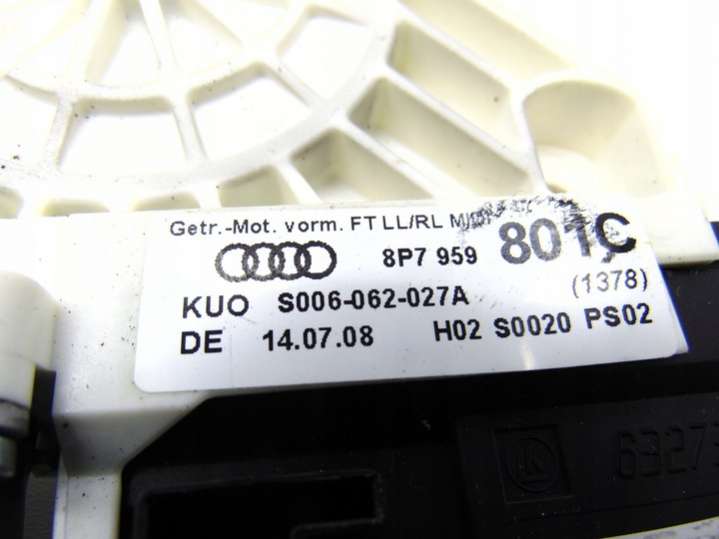 Getr.-Mot. vorm. FT LL/RL
8P7 959 801C
KUO S006-062-027A (1378)
DE 14.07.08 H02 S0020 PS02
K 6327